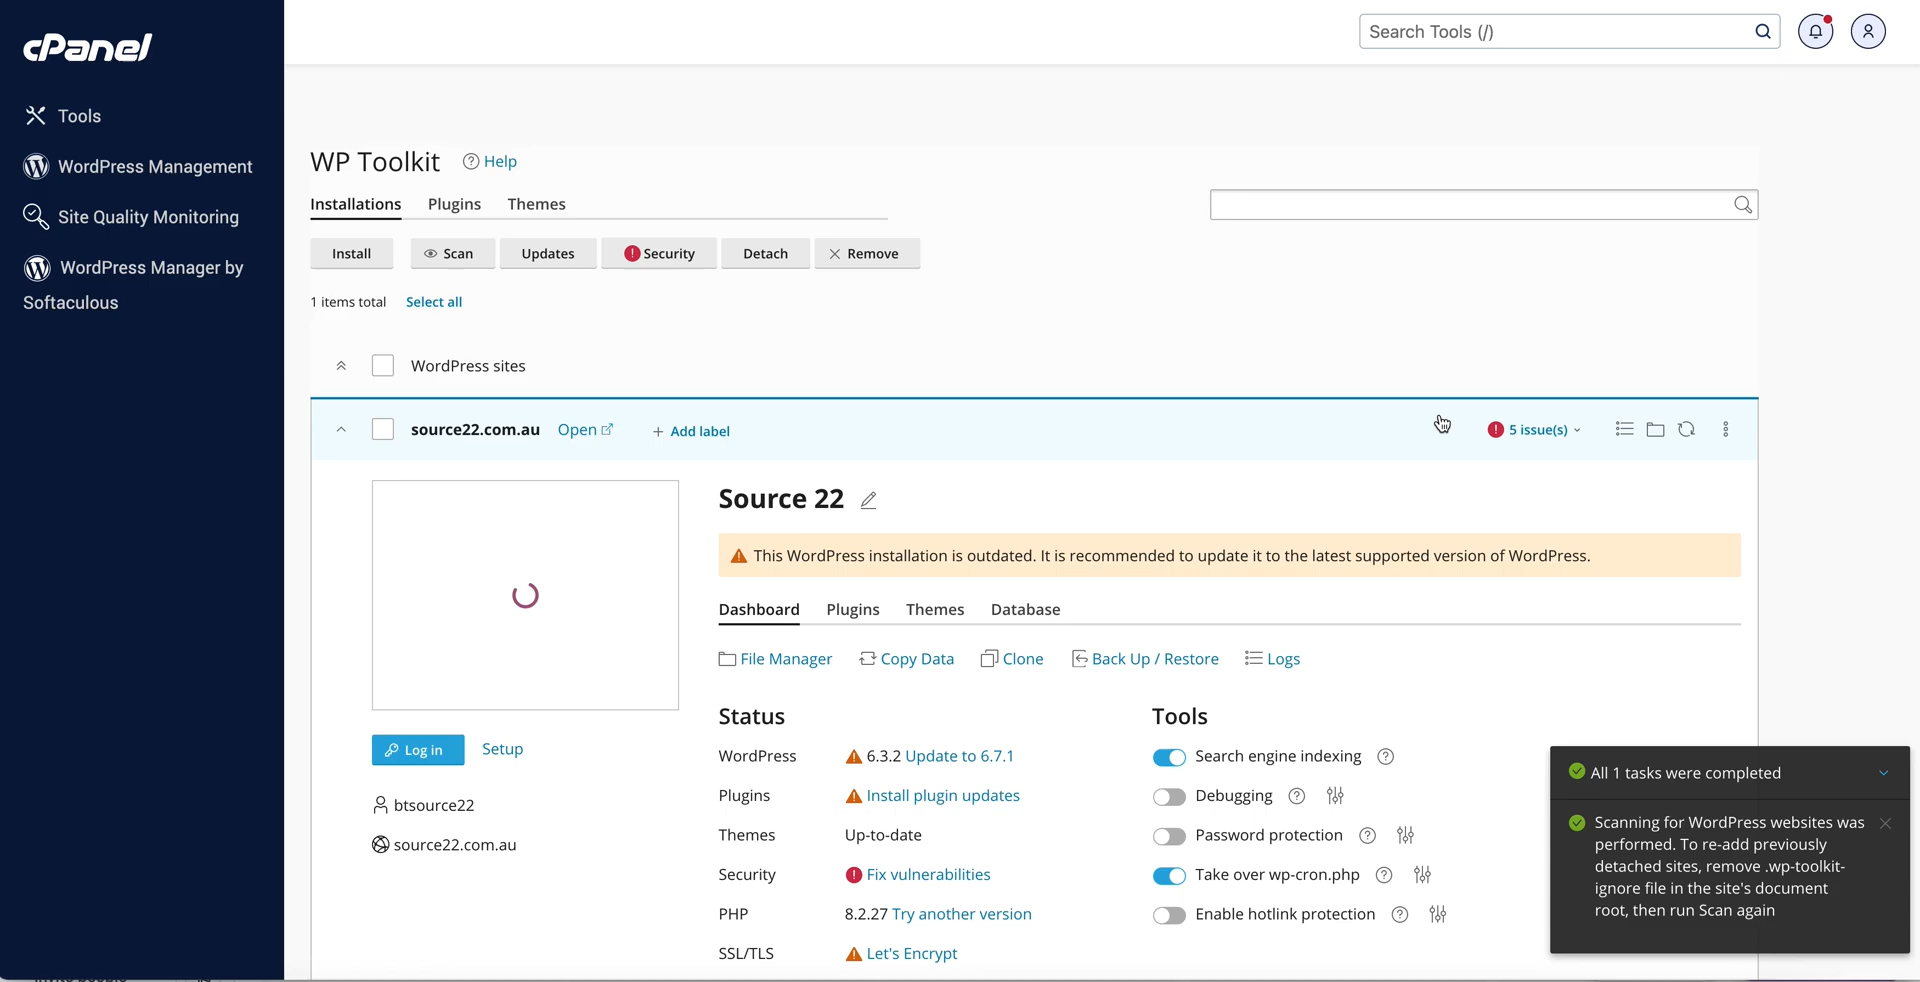 cPanel
Search Tools (/)
Tools
WordPress Management
Site Quality Monitoring
WordPress Manager by
Softaculous
WP Toolkit
Help
Installations Plugins Themes
Install Scan Updates Security Detach Remove
1 items total Select all
WordPress sites
source22.com.au Open + Add label 5 issue(s)
Source 22
This WordPress installation is outdated. It is recommended to update it to the latest supported version of WordPress.
Dashboard Plugins Themes Database
File Manager Copy Data Clone Back Up / Restore Logs
Log in Setup
btsource22
source22.com.au
Status
WordPress 6.3.2 Update to 6.7.1
Plugins Install plugin updates
Themes Up-to-date
Security Fix vulnerabilities
PHP 8.2.27 Try another version
SSL/TLS Let's Encrypt
Tools
Search engine indexing
Debugging
Password protection
Take over wp-cron.php
Enable hotlink protection
All 1 tasks were completed
Scanning for WordPress websites was
performed. To re-add previously
detached sites, remove .wp-toolkit-
ignore file in the site's document
root, then run Scan again